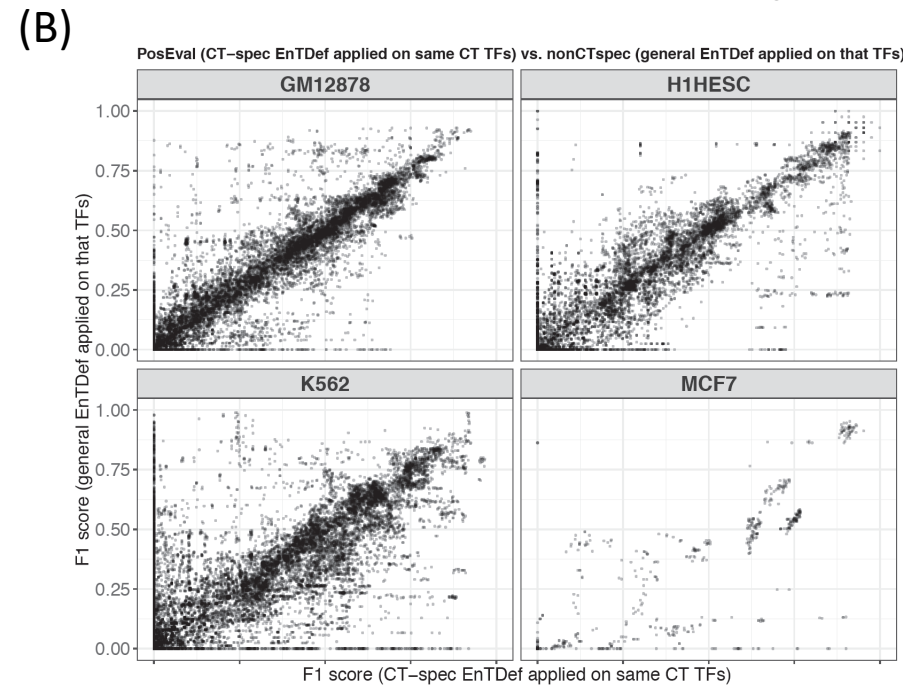 (B)
PosEval (CT−spec EnTDef applied on same CT TFs) vs. nonCTspec (general EnTDef applied on that TFs)
GM12878
H1HESC
1.00
0.75
0.50
0.25
0.00
K562
MCF7
1.00
0.75
0.50
0.25
0.00
F1 score (general EnTDef applied on that TFs)
F1 score (CT−spec EnTDef applied on same CT TFs)